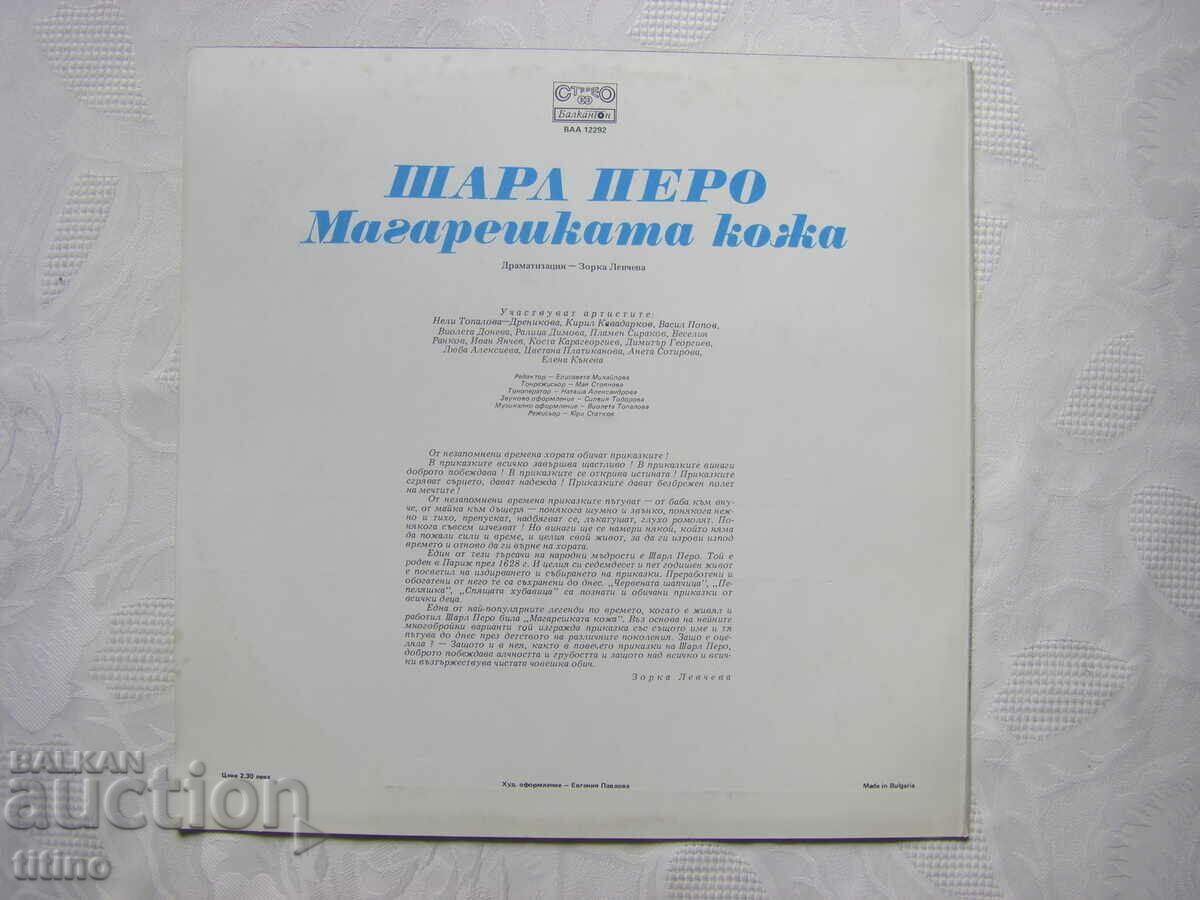 СТЕРЕО
Балкантон
ВАА 12292
ШАРЛ ПЕРО
Магарешката кожа
Драматизация — Зорка Левчева
Участвуват артистите:
Нели Топалова—Дреникова, Кирил Кавадарков, Васил Попов,
Виолета Донева, Ралица Димова, Пламен Сираков, Веселин
Ранков, Иван Янчев, Коста Карагеоргиев, Димитър Георгиев,
Люба Алексиева, Цветана Платиканова, Анета Сотирова,
Елена Кънева
Редактор — Елисавета Михайлова
Тонрежисьор — Мая Стоянова
Тоноператор — Наташа Александрова
Звуково оформление — Силвия Тодорова
Музикално оформление — Виолета Топалова
Режисьор — Юри Статков
От незапомнени времена хората обичат приказките !
В приказките всичко завършва щастливо ! В приказките винаги
доброто побеждава ! В приказките се открива истината ! Приказките
сгряват сърцето, дават надежда ! Приказките дават безбрежен полет
на мечтите !
От незапомнени времена приказките пътуват — от баба към вну-
че, от майка към дъщеря — понякога шумно и звънко, понякога неж-
но и тихо, препускат, надбягват се, лъкатушат, глухо ромолят. По-
някога съвсем изчезват ! Но винаги ще се намери някой, който няма
да пожали сили и време, и целия свой живот, за да ги изрови изпод
времето и отново да ги върне на хората.
Един от тези търсачи на народни мъдрости е Шарл Перо. Той е
роден в Париж през 1628 г. И целия си седемдесет и пет годишен живот
е посветил на издирването и събирането на приказки. Преработени и
обогатени от него те са съхранени до днес. „Червената шапчица", „Пе-
пеляшка", „Спящата хубавица" са познати и обичани приказки от
всички деца.
Една от най-популярните легенди по времето, когато е живял и
работил Шарл Перо била „Магарешката кожа". Въз основа на нейните
многобройни варианти той изгражда приказка със същото име и тя
пътува до днес през детството на различните поколения. Защо е оце-
ляла ? — Защото и в нея, както в повечето приказки на Шарл Перо,
доброто побеждава алчността и грубостта и защото над всичко и всич-
ки възтържествува чистата човешка обич.
Зорка Левчева
Цена 2.30 лева
Худ. оформление — Евгения Павлова
Made in Bulgaria
BALKAN
auction
titino